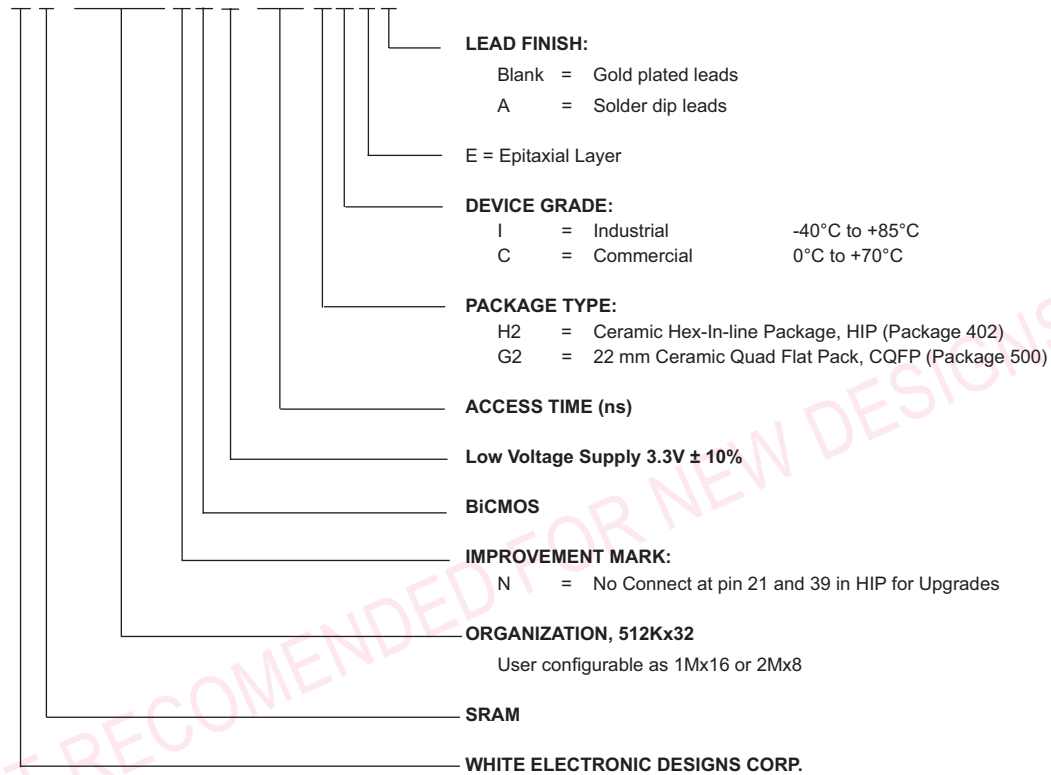 LEAD FINISH:
Blank = Gold plated leads
A = Solder dip leads
E = Epitaxial Layer
DEVICE GRADE:
I = Industrial -40°C to +85°C
C = Commercial 0°C to +70°C
PACKAGE TYPE:
H2 = Ceramic Hex-In-line Package, HIP (Package 402)
G2 = 22 mm Ceramic Quad Flat Pack, CQFP (Package 500)
ACCESS TIME (ns)
Low Voltage Supply 3.3V ± 10%
BiCMOS
IMPROVEMENT MARK:
N = No Connect at pin 21 and 39 in HIP for Upgrades
ORGANIZATION, 512Kx32
User configurable as 1Mx16 or 2Mx8
SRAM
WHITE ELECTRONIC DESIGNS CORP.
T RECOMENDED FOR NEW DESIGNS